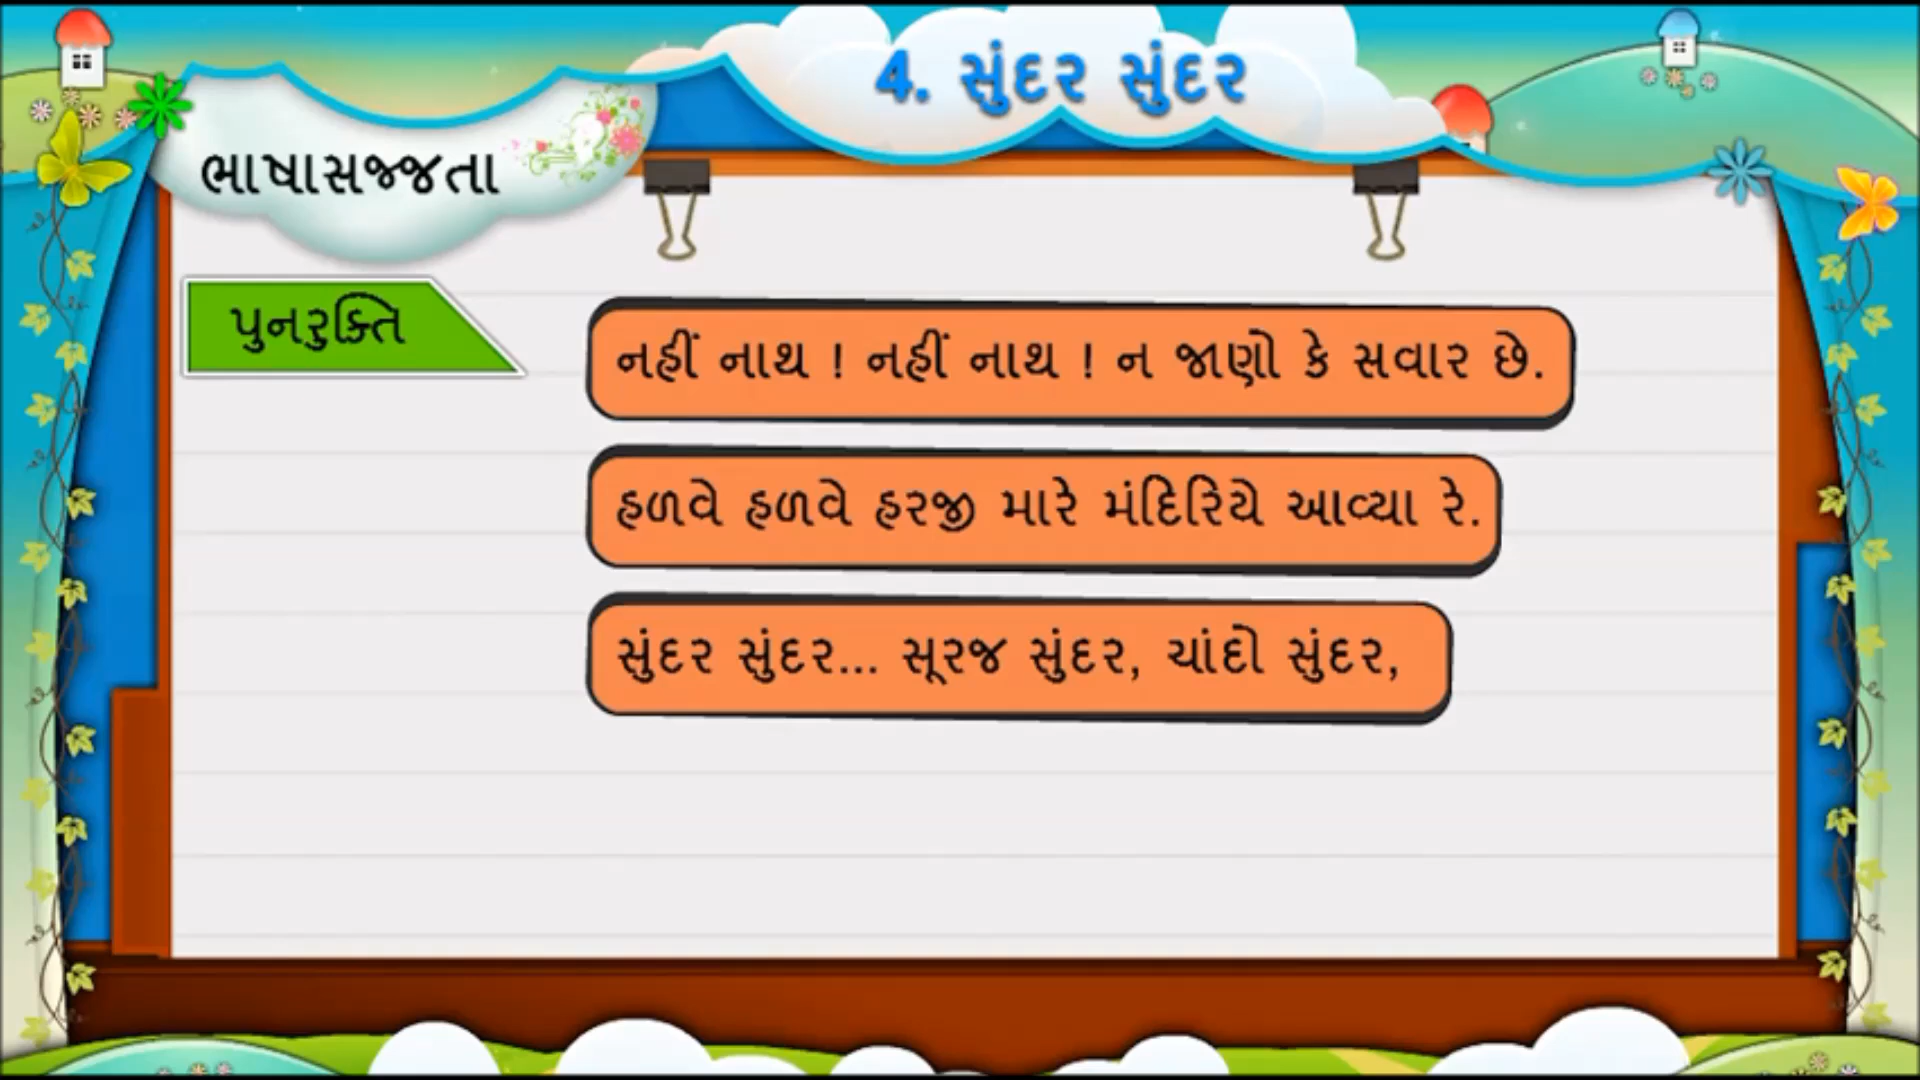 4. સુંદર સુંદર
ભાષાસજ્જતા
પુનરુક્તિ
નહીં નાથ ! નહીં નાથ ! ન જાણો કે સવાર છે.
હળવે હળવે હરજી મારે મંદિરિયે આવ્યા રે.
સુંદર સુંદર... સૂરજ સુંદર, ચાંદો સુંદર,